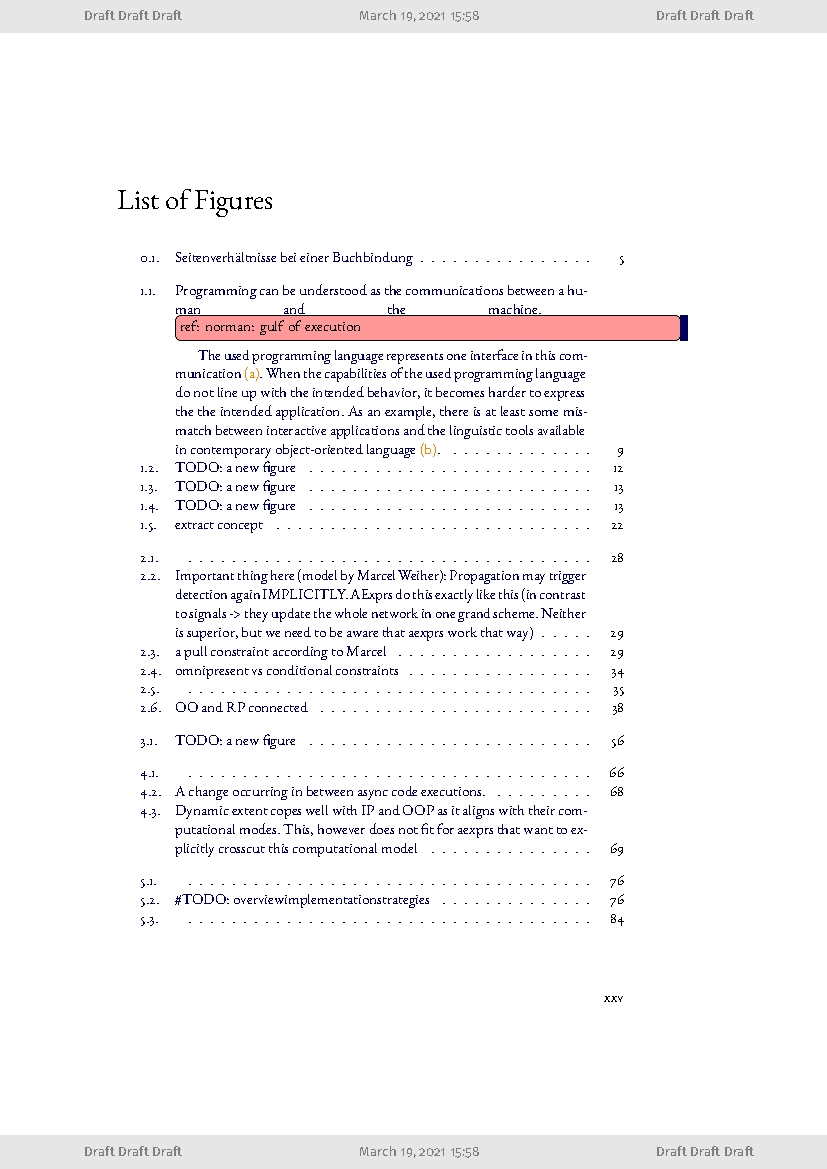 Draft Draft Draft March 19, 2021 15:58 Draft Draft Draft
List of Figures
0.1. Seitenverhältnisse bei einer Buchbindung . . . . . . . . . . . . . . . . 5
1.1. Programming can be understood as the communications between a hu-
man and the machine.
ref: norman: gulf of execution
The used programming language represents one interface in this com-
munication (a). When the capabilities of the used programming language
do not line up with the intended behavior, it becomes harder to express
the the intended application. As an example, there is at least some mis-
match between interactive applications and the linguistic tools available
in contemporary object-oriented language (b). . . . . . . . . . . . . . 9
1.2. TODO: a new figure . . . . . . . . . . . . . . . . . . . . . . . . . . 12
1.3. TODO: a new figure . . . . . . . . . . . . . . . . . . . . . . . . . . 13
1.4. TODO: a new figure . . . . . . . . . . . . . . . . . . . . . . . . . . 13
1.5. extract concept . . . . . . . . . . . . . . . . . . . . . . . . . . . . . 22
2.1. . . . . . . . . . . . . . . . . . . . . . . . . . . . . . . . . . . . . . 28
2.2. Important thing here (model by Marcel Weiher): Propagation may trigger
detection again IMPLICITLY. AExprs do this exactly like this (in contrast
to signals -> they update the whole network in one grand scheme. Neither
is superior, but we need to be aware that aexprs work that way) . . . . . 29
2.3. a pull constraint according to Marcel . . . . . . . . . . . . . . . . . . 29
2.4. omnipresent vs conditional constraints . . . . . . . . . . . . . . . . . 34
2.5. . . . . . . . . . . . . . . . . . . . . . . . . . . . . . . . . . . . . . 35
2.6. OO and RP connected . . . . . . . . . . . . . . . . . . . . . . . . . 38
3.1. TODO: a new figure . . . . . . . . . . . . . . . . . . . . . . . . . . 56
4.1. . . . . . . . . . . . . . . . . . . . . . . . . . . . . . . . . . . . . . 66
4.2. A change occurring in between async code executions. . . . . . . . . . 68
4.3. Dynamic extent copes well with IP and OOP as it aligns with their com-
putational modes. This, however does not fit for aexprs that want to ex-
plicitly crosscut this computational model . . . . . . . . . . . . . . . 69
5.1. . . . . . . . . . . . . . . . . . . . . . . . . . . . . . . . . . . . . . 76
5.2. #TODO: overviewimplementationstrategies . . . . . . . . . . . . . . 76
5.3. . . . . . . . . . . . . . . . . . . . . . . . . . . . . . . . . . . . . . 84
xxv
Draft Draft Draft March 19, 2021 15:58 Draft Draft Draft